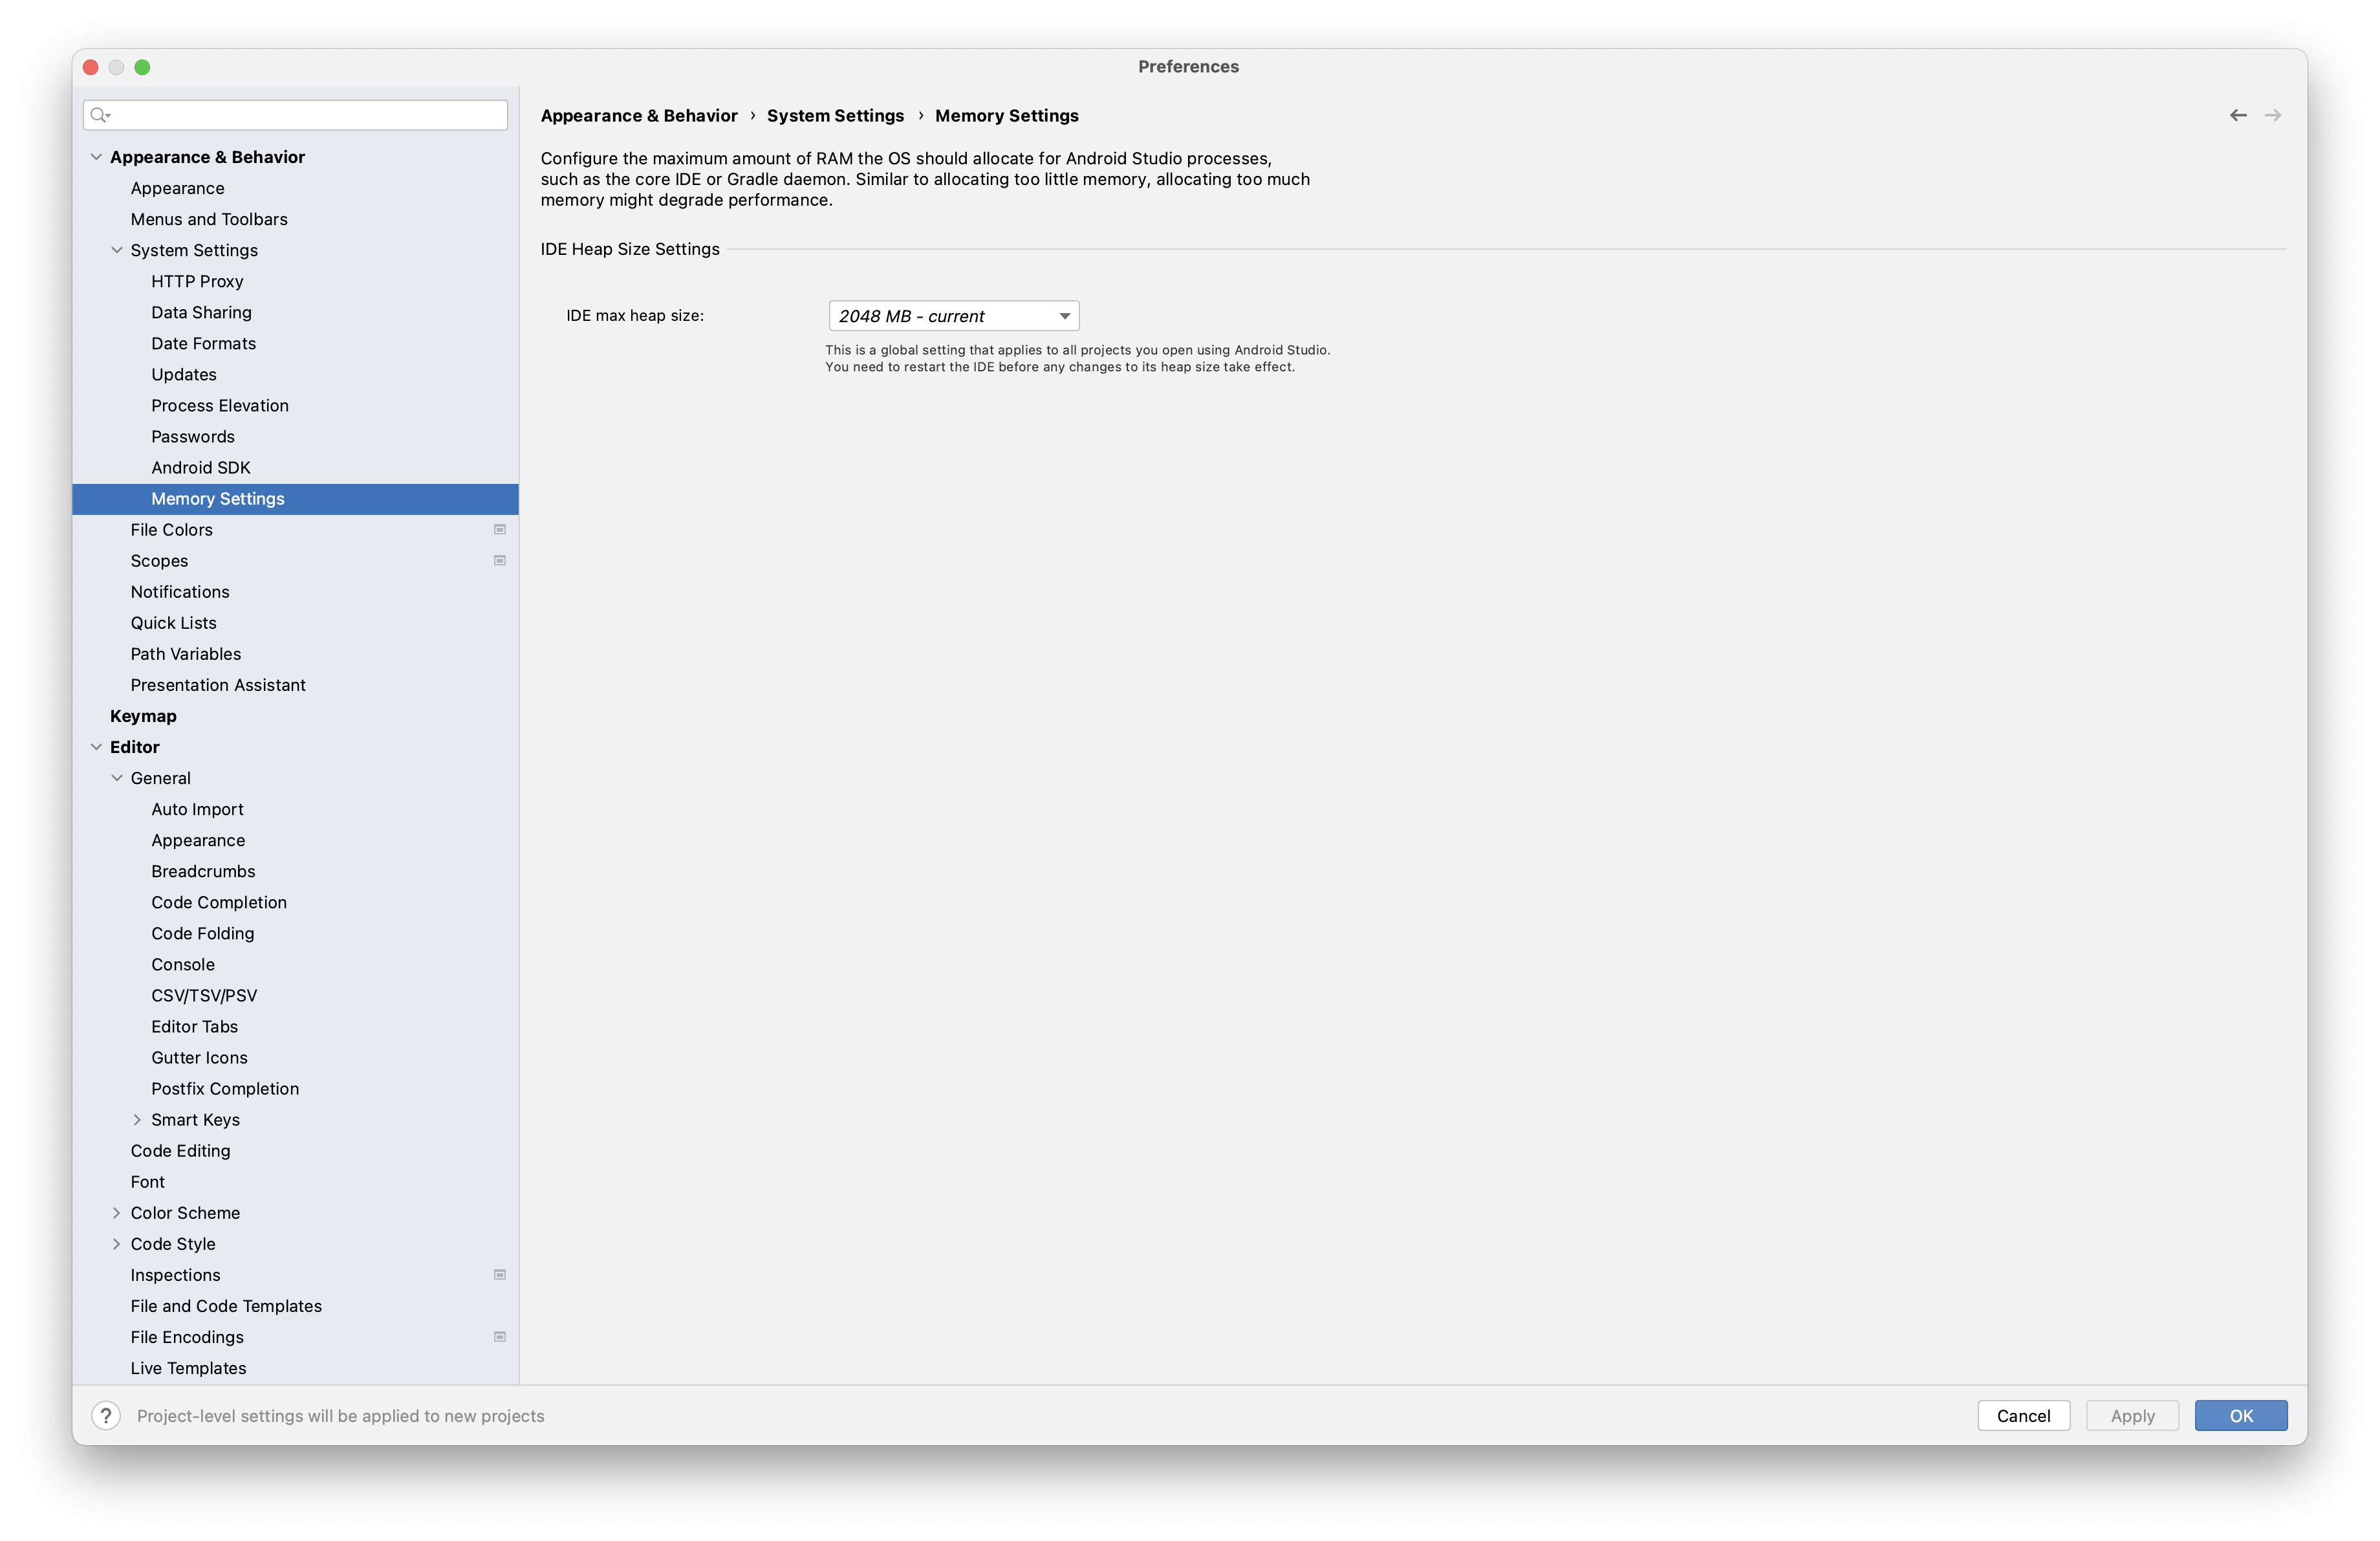 Preferences
Appearance & Behavior
Appearance
Menus and Toolbars
System Settings
HTTP Proxy
Data Sharing
Date Formats
Updates
Process Elevation
Passwords
Android SDK
Memory Settings
File Colors
Scopes
Notifications
Quick Lists
Path Variables
Presentation Assistant
Keymap
Editor
General
Auto Import
Appearance
Breadcrumbs
Code Completion
Code Folding
Console
CSV/TSV/PSV
Editor Tabs
Gutter Icons
Postfix Completion
Smart Keys
Code Editing
Font
Color Scheme
Code Style
Inspections
File and Code Templates
File Encodings
Live Templates
Appearance & Behavior › System Settings › Memory Settings
Configure the maximum amount of RAM the OS should allocate for Android Studio processes,
such as the core IDE or Gradle daemon. Similar to allocating too little memory, allocating too much
memory might degrade performance.
IDE Heap Size Settings
IDE max heap size: 2048 MB - current
This is a global setting that applies to all projects you open using Android Studio.
You need to restart the IDE before any changes to its heap size take effect.
? Project-level settings will be applied to new projects
Cancel Apply OK